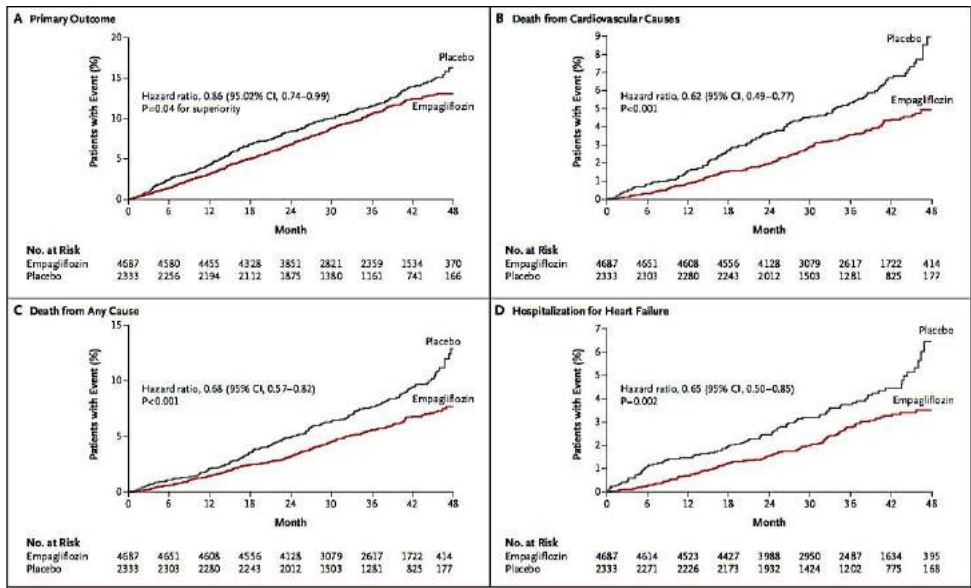 A Primary Outcome
20
15
10
5
0
Patients with Event (%)
Hazard ratio, 0.86 (95.02% CI, 0.74–0.99)
P=0.04 for superiority
Placebo
Empagliflozin
0 6 12 18 24 30 36 42 48
Month
No. at Risk
Empagliflozin 4687 4580 4455 4328 3851 2821 2359 1534 370
Placebo 2333 2256 2194 2112 1875 1380 1161 741 166
B Death from Cardiovascular Causes
9
8
7
6
5
4
3
2
1
0
Patients with Event (%)
Hazard ratio, 0.62 (95% CI, 0.49–0.77)
P<0.001
Placebo
Empagliflozin
0 6 12 18 24 30 36 42 48
Month
No. at Risk
Empagliflozin 4687 4651 4608 4556 4128 3079 2617 1722 414
Placebo 2333 2303 2280 2243 2012 1503 1281 825 177
C Death from Any Cause
15
10
5
0
Patients with Event (%)
Hazard ratio, 0.68 (95% CI, 0.57–0.82)
P<0.001
Placebo
Empagliflozin
0 6 12 18 24 30 36 42 48
Month
No. at Risk
Empagliflozin 4687 4651 4608 4556 4128 3079 2617 1722 414
Placebo 2333 2303 2280 2243 2012 1503 1281 825 177
D Hospitalization for Heart Failure
7
6
5
4
3
2
1
0
Patients with Event (%)
Hazard ratio, 0.65 (95% CI, 0.50–0.85)
P=0.002
Placebo
Empagliflozin
0 6 12 18 24 30 36 42 48
Month
No. at Risk
Empagliflozin 4687 4614 4523 4427 3988 2950 2487 1634 395
Placebo 2333 2271 2226 2173 1932 1424 1202 775 168